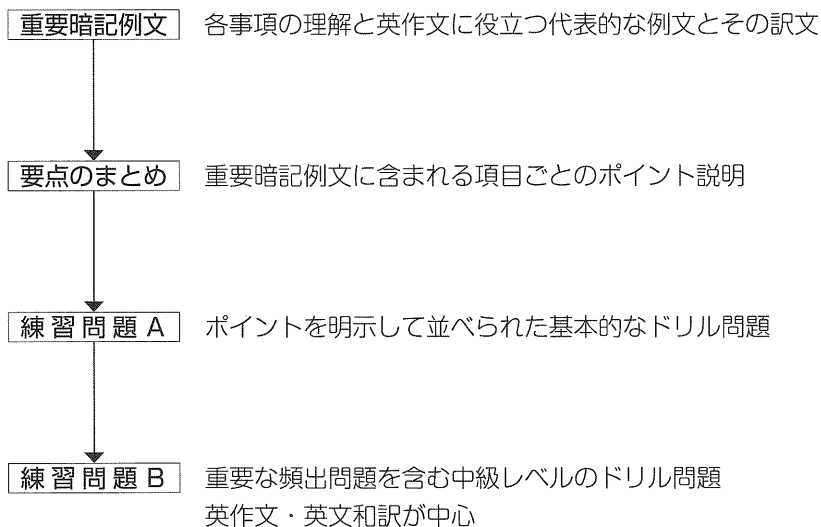 重要暗記例文 各事項の理解と英作文に役立つ代表的な例文とその訳文
要点のまとめ 重要暗記例文に含まれる項目ごとのポイント説明
練習問題 A ポイントを明示して並べられた基本的なドリル問題
練習問題 B 重要な頻出問題を含む中級レベルのドリル問題
英作文・英文和訳が中心